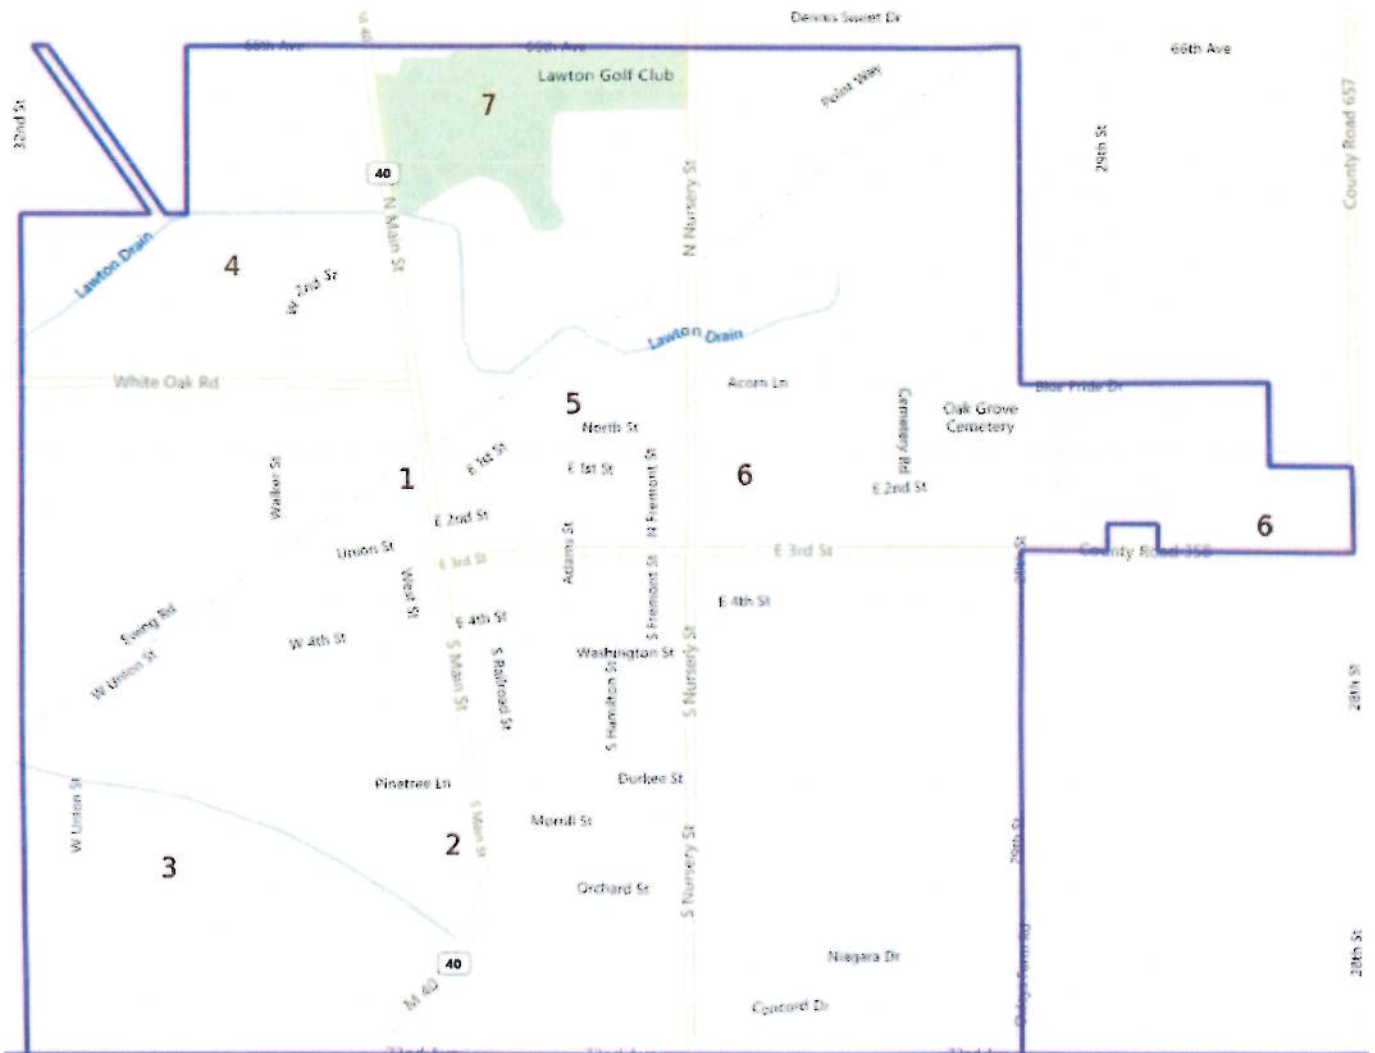 Dennis Sweet Dr
M 40
66th Ave
66th Ave
66th Ave
Lawton Golf Club
Point Way
7
32nd St
29th St
County Road 657
40
N Main St
N Nursery St
Lawton Drain
4
W 2nd St
Lawton Drain
White Oak Rd
Acorn Ln
Blue Pride Dr
5
Oak Grove
Cemetery
Cemetery Rd
North St
E 1st St
E 1st St
Walker St
1
N Fremont St
6
E 2nd St
E 2nd St
6
Union St
E 3rd St
Adams St
E 3rd St
County Road 358
West St
S Fremont St
E 4th St
E 4th St
W 4th St
W Union St
S Main St
S Railroad St
Washington St
S Hamilton St
S Nursery St
28th St
Pinetree Ln
Durkee St
W Union St
S Main St
Morrill St
2
3
29th St
S Nursery St
Orchard St
40
Niagara Dr
28th St
M 40
Concord Dr